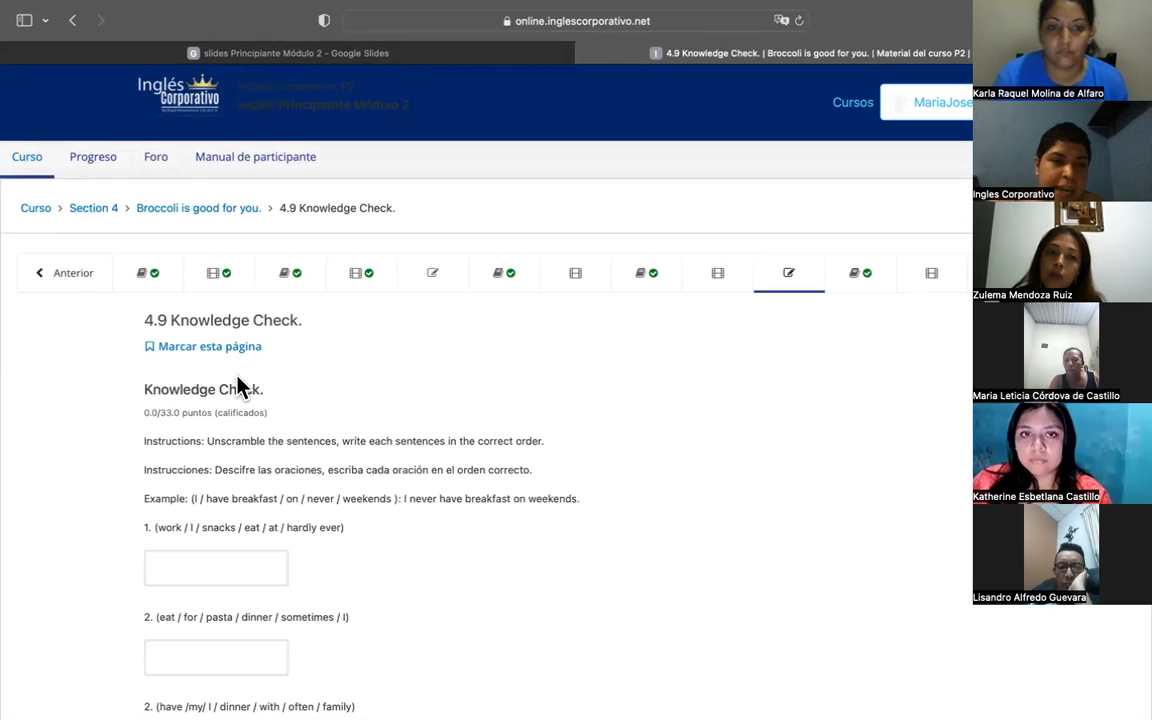 online.inglescorporativo.net
G slides Principiante Módulo 2 - Google Slides
I 4.9 Knowledge Check. | Broccoli is good for you. | Material del curso P2 |
Inglés
Corporativo
Inglés Principiante Módulo 2
Cursos
MariaJose
Curso
Progreso
Foro
Manual de participante
Curso > Section 4 > Broccoli is good for you. > 4.9 Knowledge Check.
Anterior
4.9 Knowledge Check.
Marcar esta página
Knowledge Check.
0.0/33.0 puntos (calificados)
Instructions: Unscramble the sentences, write each sentences in the correct order.
Instrucciones: Descifre las oraciones, escriba cada oración en el orden correcto.
Example: (I / have breakfast / on / never / weekends ): I never have breakfast on weekends.
1. (work / I / snacks / eat / at / hardly ever)
2. (eat / for / pasta / dinner / sometimes / I)
2. (have /my/ I / dinner / with / often / family)
Karla Raquel Molina de Alfaro
Ingles Corporativo
Zulema Mendoza Ruiz
Maria Leticia Córdova de Castillo
Katherine Esbetlana Castillo
Lisandro Alfredo Guevara